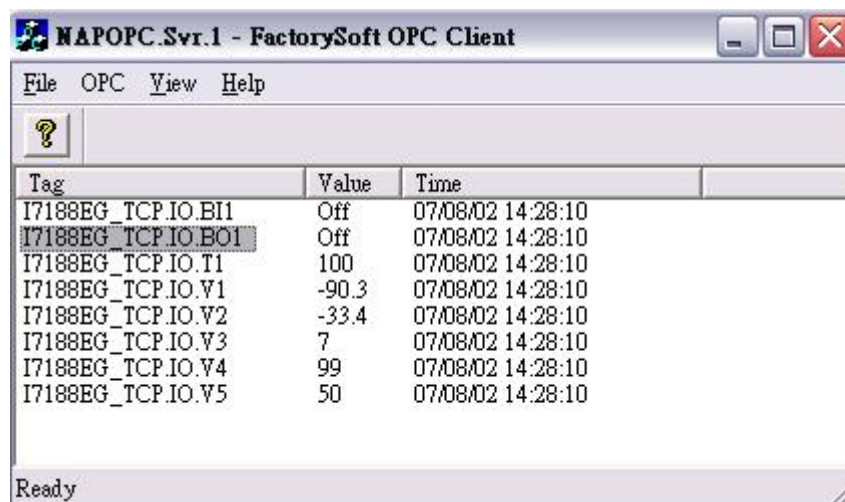 NAPOPC.Svr.1 - FactorySoft OPC Client
File OPC View Help
Tag Value Time
I7188EG_TCP.IO.BI1 Off 07/08/02 14:28:10
I7188EG_TCP.IO.BO1 Off 07/08/02 14:28:10
I7188EG_TCP.IO.T1 100 07/08/02 14:28:10
I7188EG_TCP.IO.V1 -90.3 07/08/02 14:28:10
I7188EG_TCP.IO.V2 -33.4 07/08/02 14:28:10
I7188EG_TCP.IO.V3 7 07/08/02 14:28:10
I7188EG_TCP.IO.V4 99 07/08/02 14:28:10
I7188EG_TCP.IO.V5 50 07/08/02 14:28:10
Ready